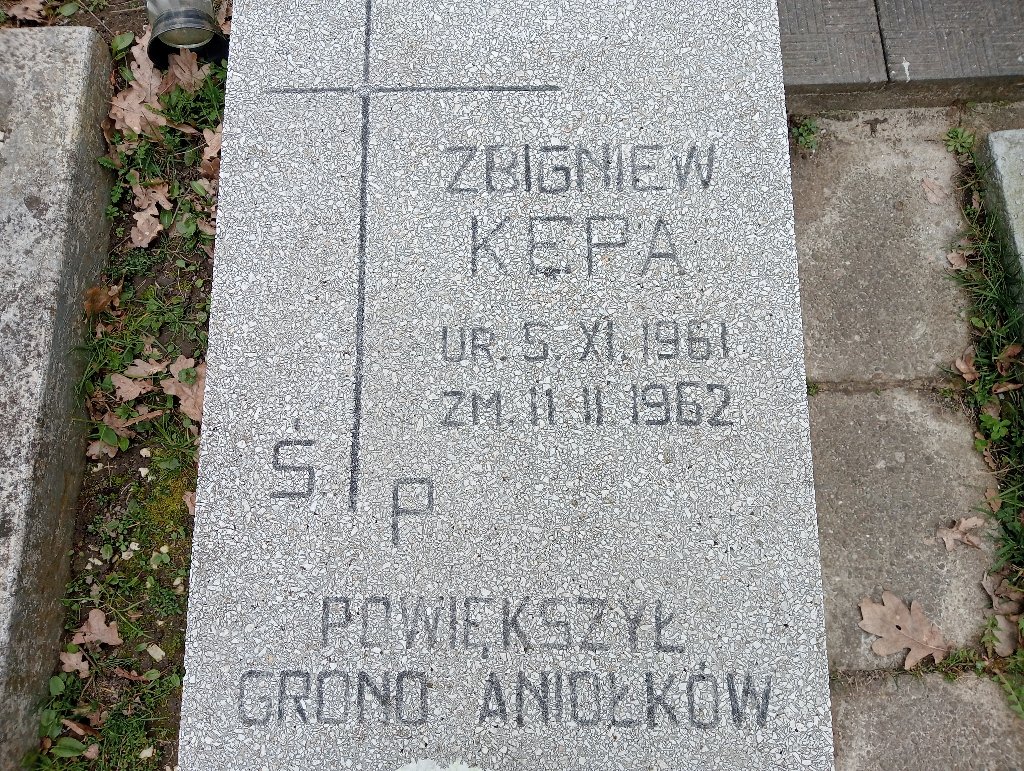 ZBIGNIEW
KĘPA
UR. 5. XI. 1961
ZM. 11 II 1962
Ś.
P
POWIĘKSZYŁ
GRONO ANIOŁKÓW